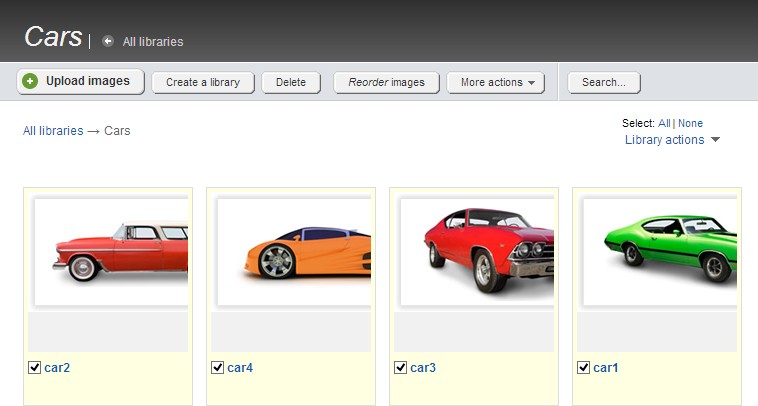 Cars | All libraries
Upload images Create a library Delete Reorder images More actions Search...
Select: All | None
All libraries → Cars
Library actions
car2 car4 car3 car1